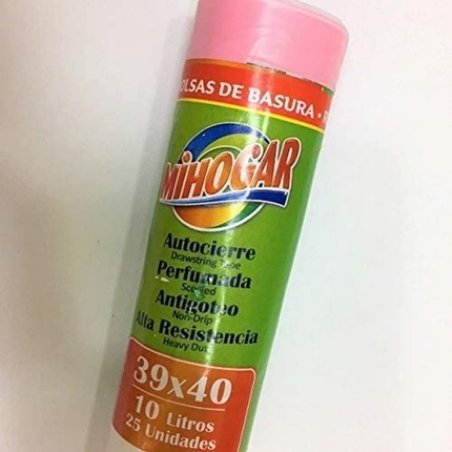 OLSAS DE BASURA •
MIHOGAR
Autocierre
Drawstring Tape
Perfumada
Scented
Antigoteo
Non-Drip
Alta Resistencia
Heavy Duty
39x40
10 Litros
25 Unidades